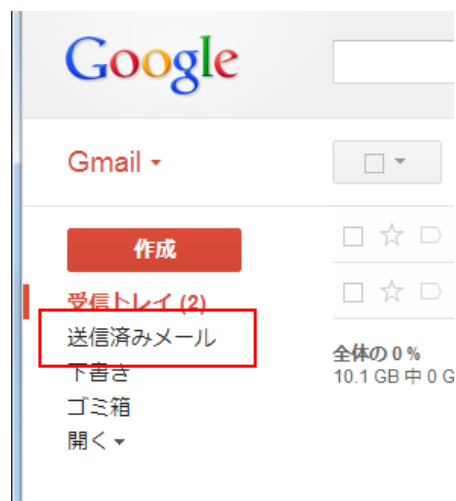 Google
Gmail
作成
受信トレイ (2)
送信済みメール
下書き
ゴミ箱
開く
全体の 0 %
10.1 GB 中 0 G